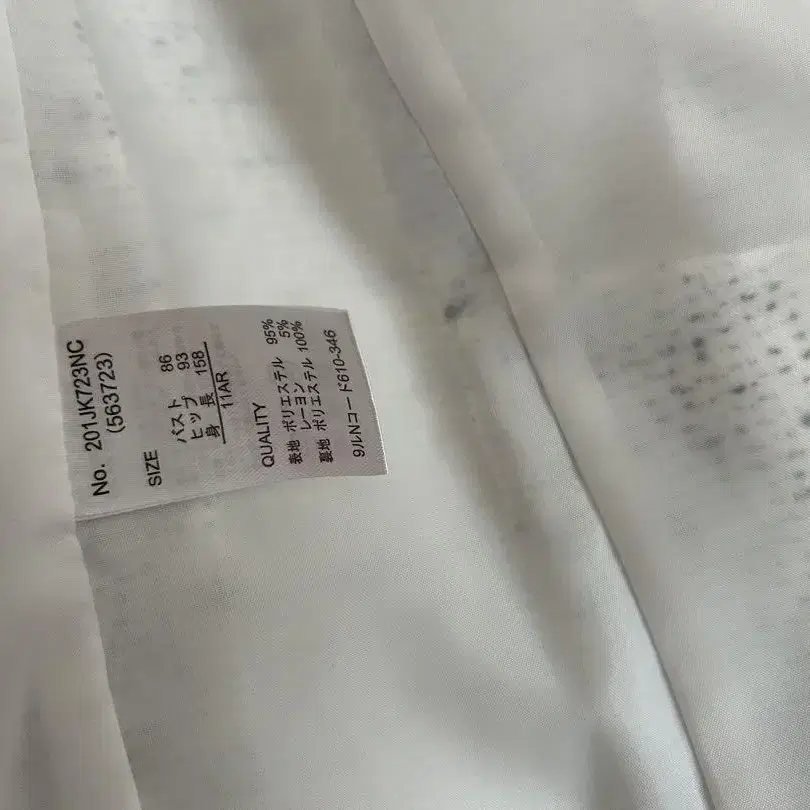 No. 201JK723NC
(563723)
SIZE
バスト 86
ヒップ 93
身 長 158
11AR
QUALITY
表地 ポリエステル 95%
レーヨン 5%
裏地 ポリエステル 100%
9ルNコード610-346